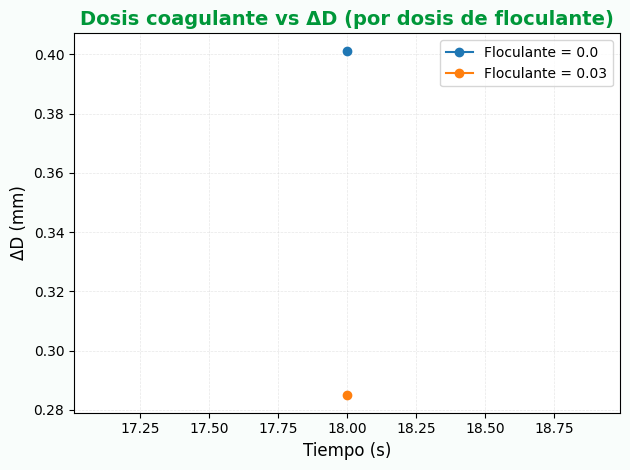 Dosis coagulante vs ΔD (por dosis de floculante)
Floculante = 0.0
Floculante = 0.03
0.40
0.38
0.36
0.34
0.32
0.30
0.28
ΔD (mm)
17.25 17.50 17.75 18.00 18.25 18.50 18.75
Tiempo (s)